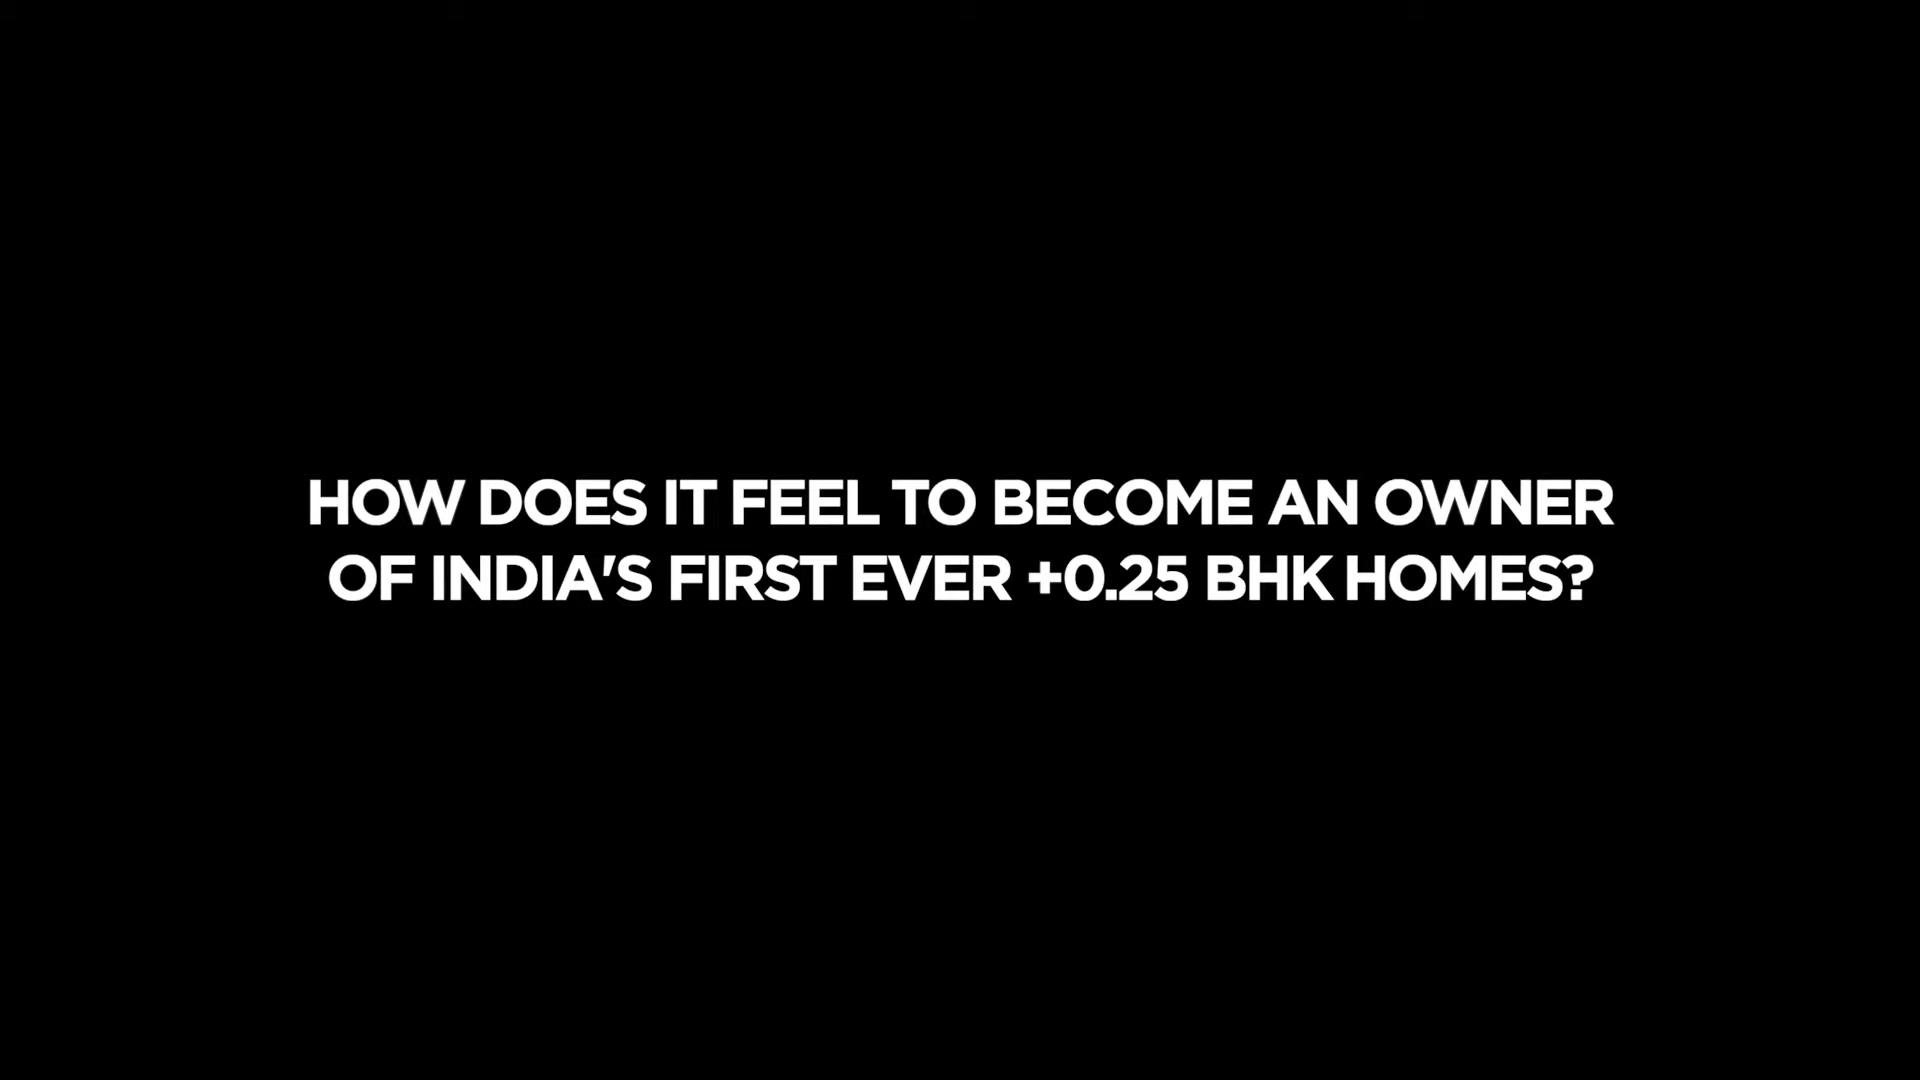 HOW DOES IT FEEL TO BECOME AN OWNER
OF INDIA'S FIRST EVER +0.25 BHK HOMES?